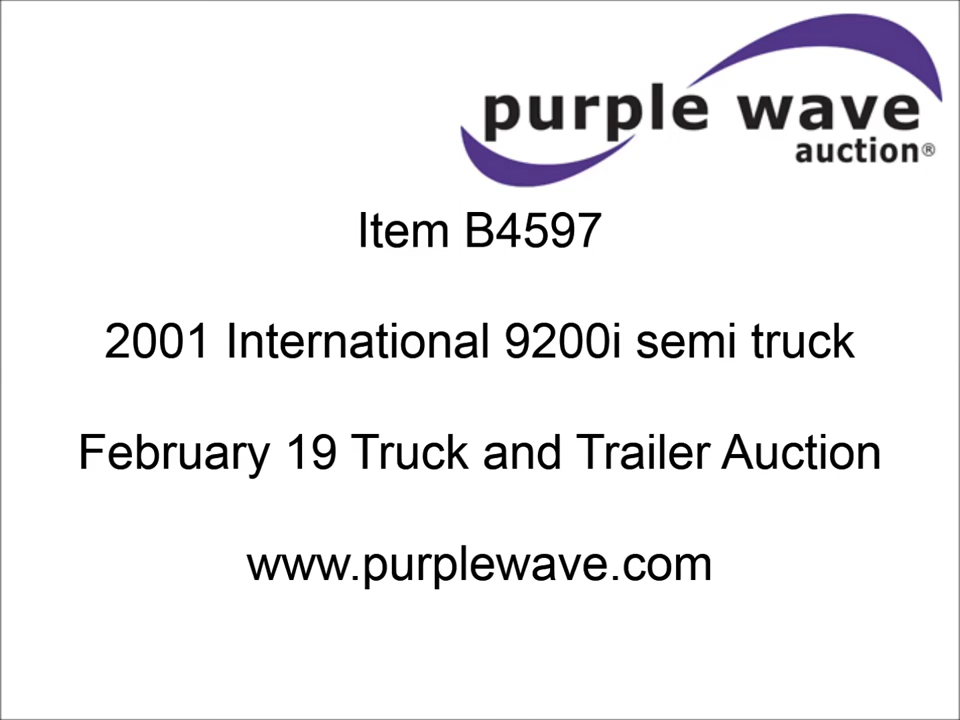 purple wave
auction®
Item B4597
2001 International 9200i semi truck
February 19 Truck and Trailer Auction
www.purplewave.com